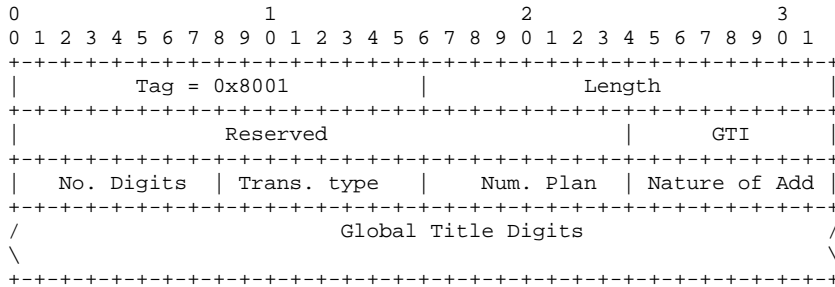 0                   1                   2                   3
0 1 2 3 4 5 6 7 8 9 0 1 2 3 4 5 6 7 8 9 0 1 2 3 4 5 6 7 8 9 0 1
+-+-+-+-+-+-+-+-+-+-+-+-+-+-+-+-+-+-+-+-+-+-+-+-+-+-+-+-+-+-+-+-+
|         Tag = 0x8001          |            Length             |
+-+-+-+-+-+-+-+-+-+-+-+-+-+-+-+-+-+-+-+-+-+-+-+-+-+-+-+-+-+-+-+-+
|                Reserved                       |      GTI      |
+-+-+-+-+-+-+-+-+-+-+-+-+-+-+-+-+-+-+-+-+-+-+-+-+-+-+-+-+-+-+-+-+
|   No. Digits  | Trans. type   |    Num. Plan  | Nature of Add |
+-+-+-+-+-+-+-+-+-+-+-+-+-+-+-+-+-+-+-+-+-+-+-+-+-+-+-+-+-+-+-+-+
/                         Global Title Digits                   /
\                                                               \
+-+-+-+-+-+-+-+-+-+-+-+-+-+-+-+-+-+-+-+-+-+-+-+-+-+-+-+-+-+-+-+-+